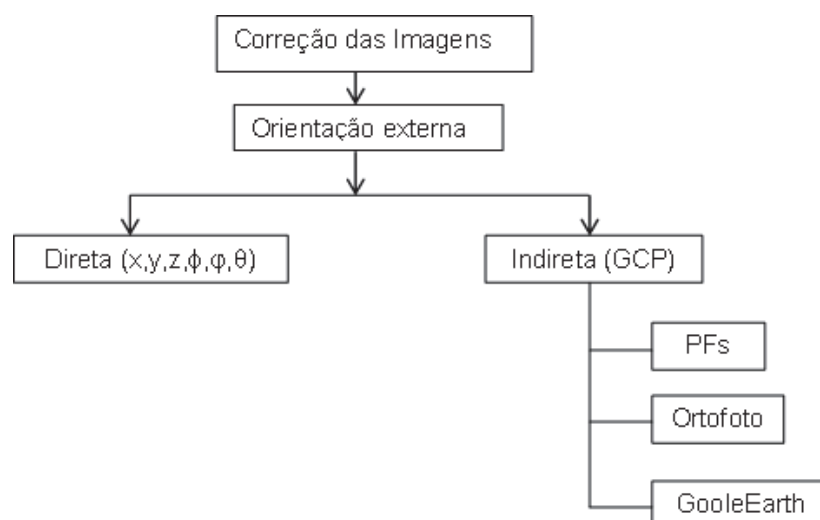 Correção das Imagens
Orientação externa
Direta (x,y,z,ϕ,φ,θ)
Indireta (GCP)
PFs
Ortofoto
GooleEarth